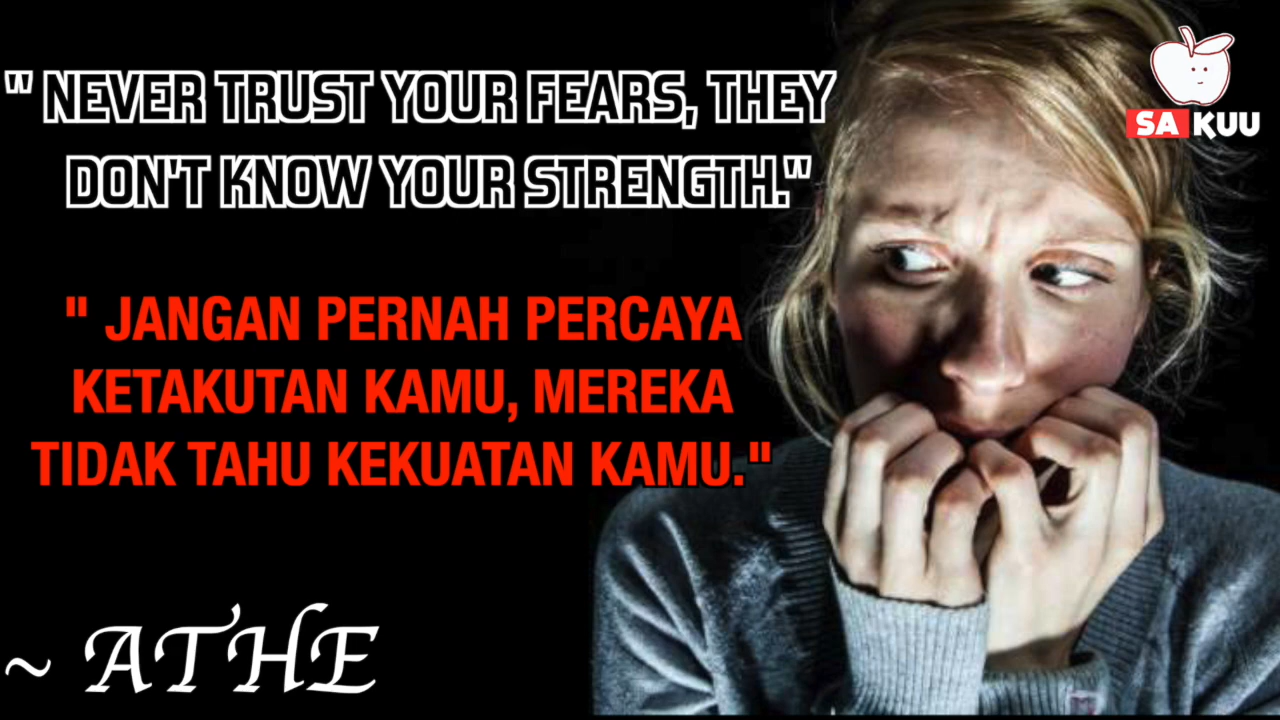 " NEVER TRUST YOUR FEARS, THEY
DON'T KNOW YOUR STRENGTH."
" JANGAN PERNAH PERCAYA
KETAKUTAN KAMU, MEREKA
TIDAK TAHU KEKUATAN KAMU."
~ ATHE
SA KUU